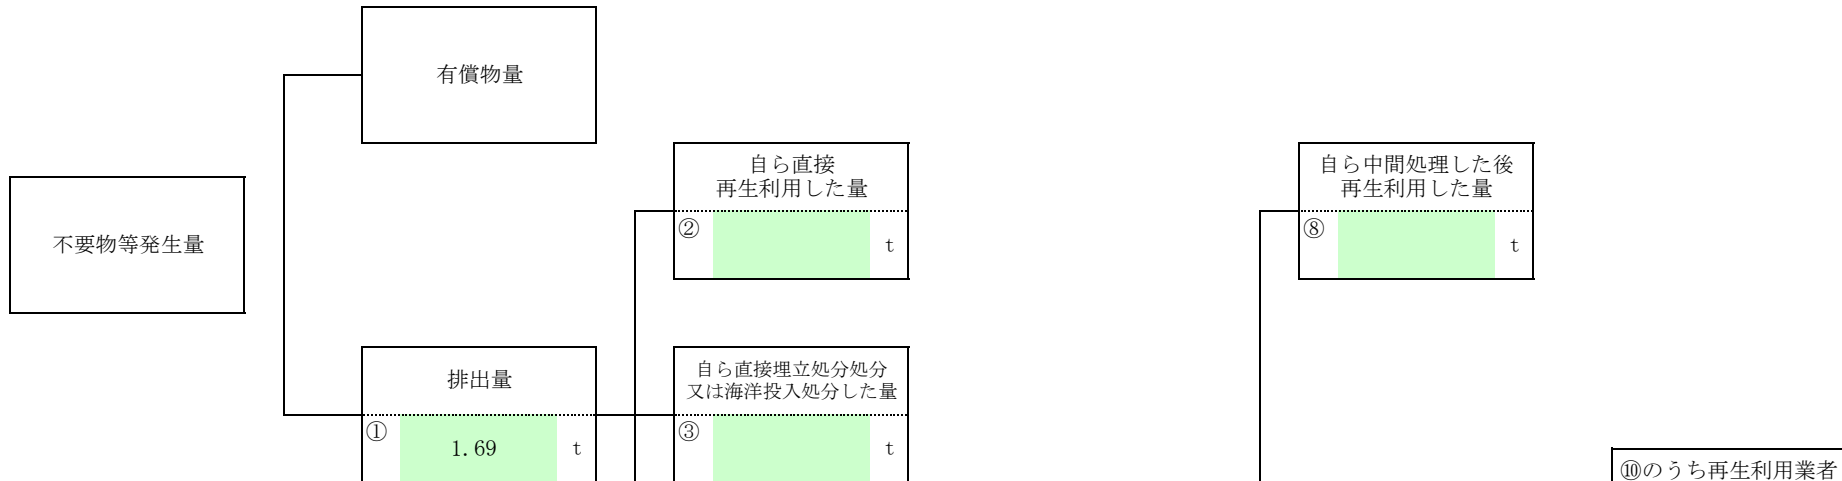 有償物量
自ら直接
再生利用した量
② t
自ら中間処理した後
再生利用した量
⑧ t
不要物等発生量
排出量
① 1.69 t
自ら直接埋立処分処分
又は海洋投入処分した量
③ t
⑩のうち再生利用業者